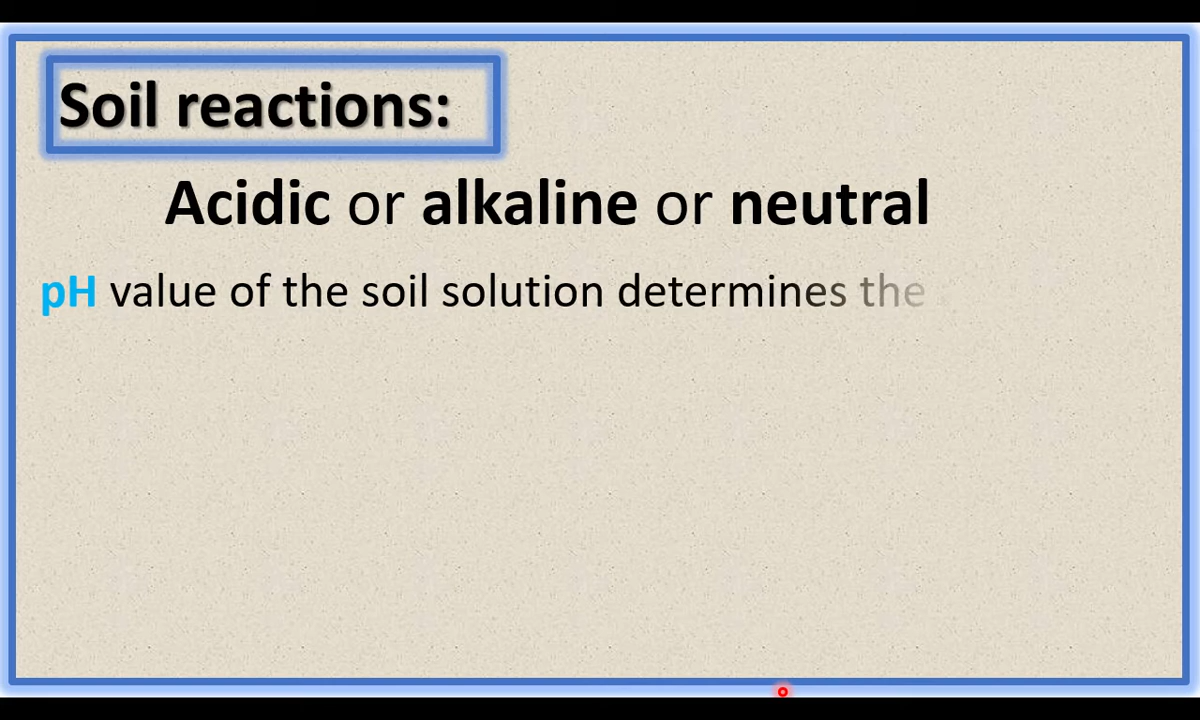 Soil reactions:
Acidic or alkaline or neutral
pH value of the soil solution determines the